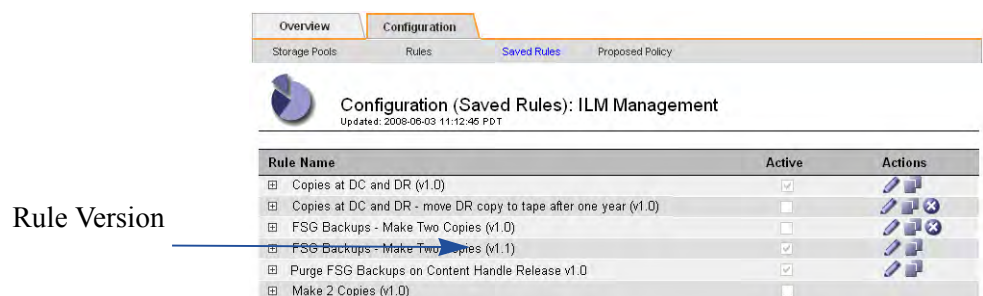 Overview Configuration
Storage Pools Rules Saved Rules Proposed Policy
Configuration (Saved Rules): ILM Management
Updated: 2008-06-03 11:12:45 PDT
Rule Name Active Actions
Copies at DC and DR (v1.0)
Copies at DC and DR - move DR copy to tape after one year (v1.0)
FSG Backups - Make Two Copies (v1.0)
Rule Version
FSG Backups - Make Two Copies (v1.1)
Purge FSG Backups on Content Handle Release v1.0
Make 2 Copies (v1.0)